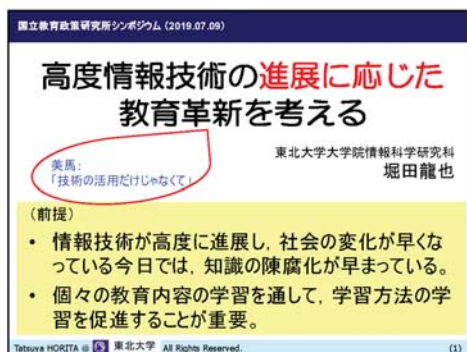 国立教育政策研究所シンポジウム (2019.07.09)
高度情報技術の進展に応じた
教育革新を考える
東北大学大学院情報科学研究科
堀田龍也
美馬:
「技術の活用だけじゃなくて」
(前提)
• 情報技術が高度に進展し, 社会の変化が早くな
っている今日では, 知識の陳腐化が早まっている。
• 個々の教育内容の学習を通して, 学習方法の学
習を促進することが重要。
Tatsuya HORITA @ 東北大学 All Rights Reserved. (1)